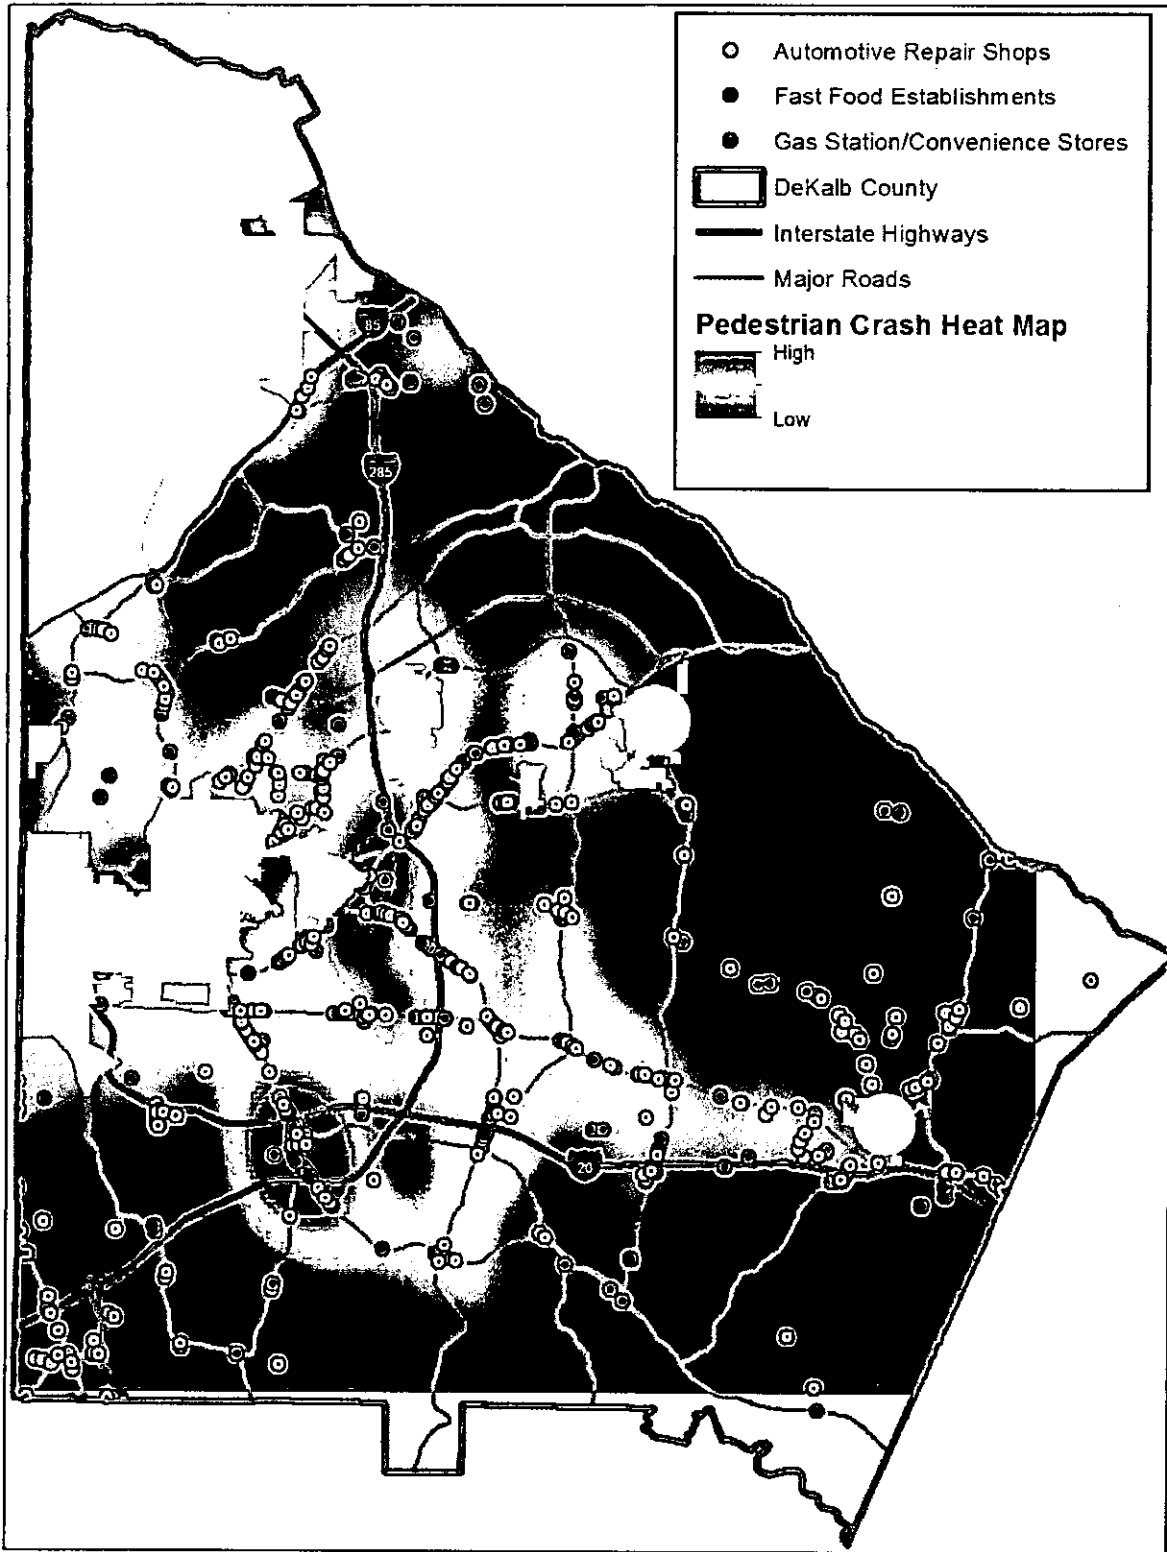 Automotive Repair Shops
Fast Food Establishments
Gas Station/Convenience Stores
DeKalb County
Interstate Highways
Major Roads
Pedestrian Crash Heat Map
High
Low
85
285
20